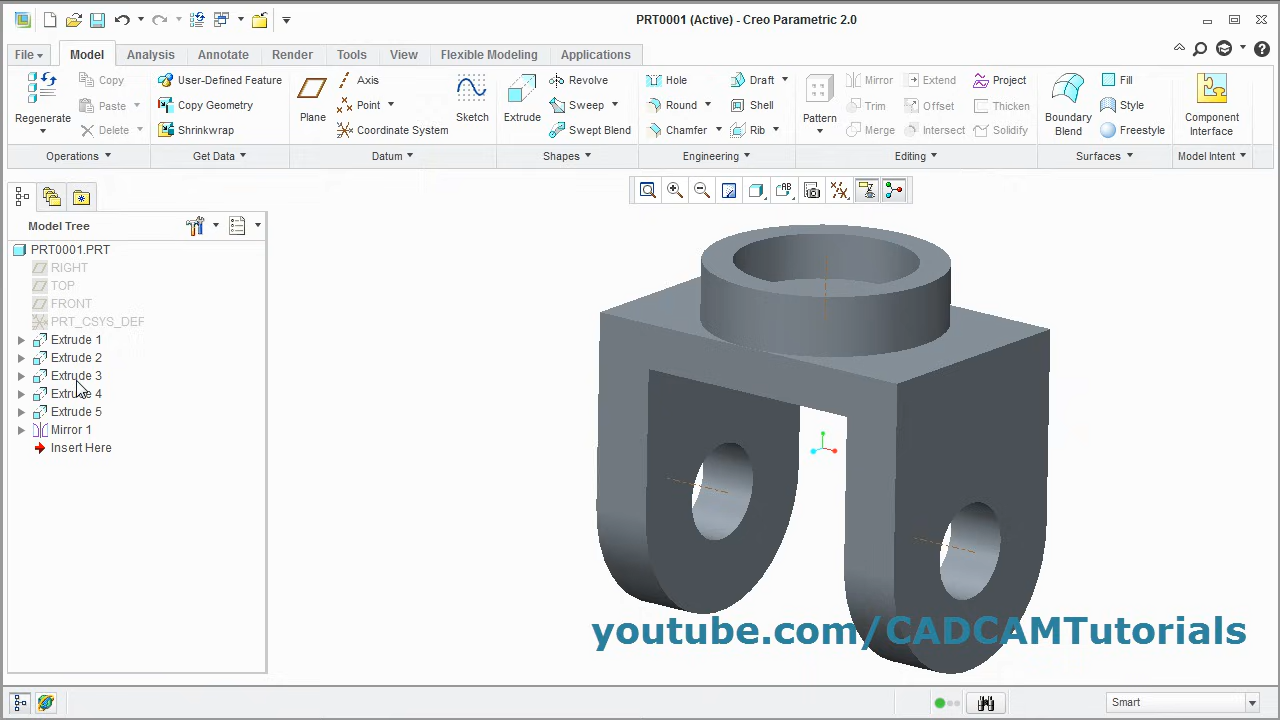 PRT0001 (Active) - Creo Parametric 2.0
File Model Analysis Annotate Render Tools View Flexible Modeling Applications
Regenerate
Copy
Paste
Delete
Operations
User-Defined Feature
Copy Geometry
Shrinkwrap
Get Data
Plane
Axis
Point
Coordinate System
Sketch
Datum
Extrude
Revolve
Sweep
Swept Blend
Shapes
Hole
Round
Chamfer
Draft
Shell
Rib
Engineering
Pattern
Mirror
Trim
Merge
Extend
Offset
Intersect
Project
Thicken
Solidify
Editing
Boundary
Blend
Fill
Style
Freestyle
Surfaces
Component
Interface
Model Intent
Model Tree
PRT0001.PRT
RIGHT
TOP
FRONT
PRT_CSYS_DEF
Extrude 1
Extrude 2
Extrude 3
Extrude 4
Extrude 5
Mirror 1
Insert Here
youtube.com/CADCAMTutorials
Smart